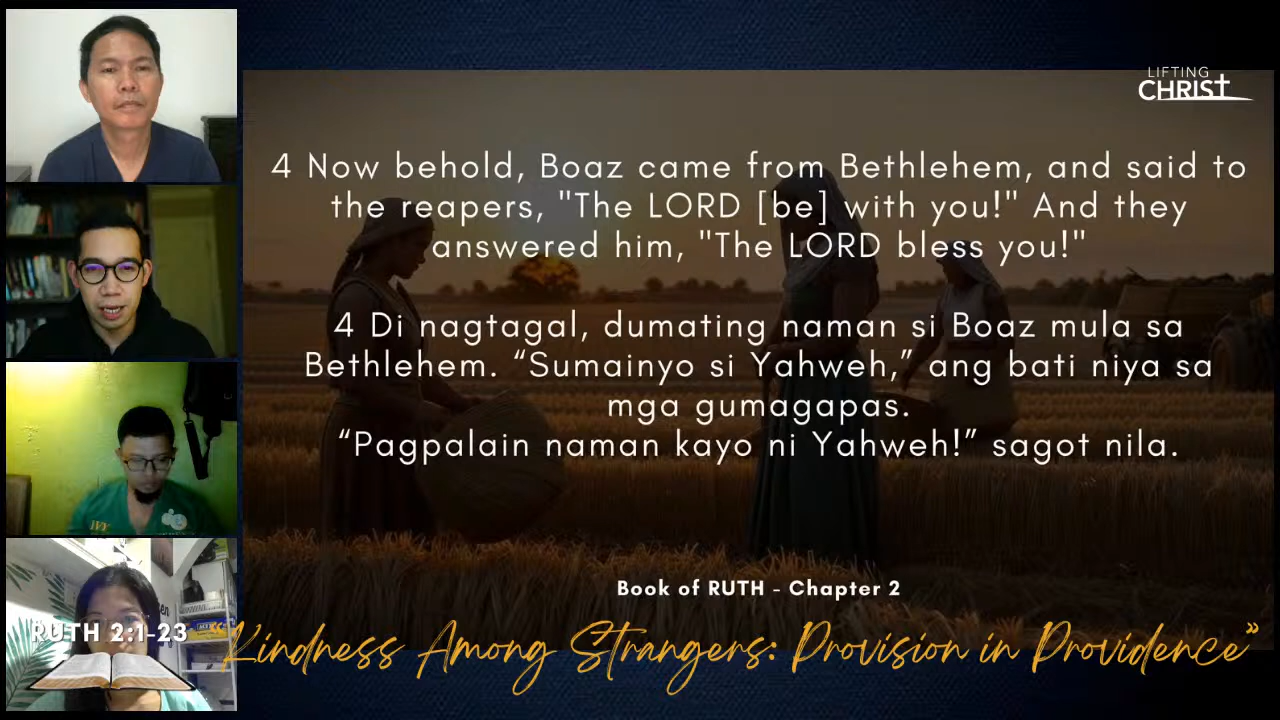 LIFTING
CHRIST
4 Now behold, Boaz came from Bethlehem, and said to
the reapers, "The LORD [be] with you!" And they
answered him, "The LORD bless you!"
4 Di nagtagal, dumating naman si Boaz mula sa
Bethlehem. “Sumainyo si Yahweh,” ang bati niya sa
mga gumagapas.
“Pagpalain naman kayo ni Yahweh!” sagot nila.
Book of RUTH - Chapter 2
RUTH 2:1-23
“Kindness Among Strangers: Provision in Providence”
IVY